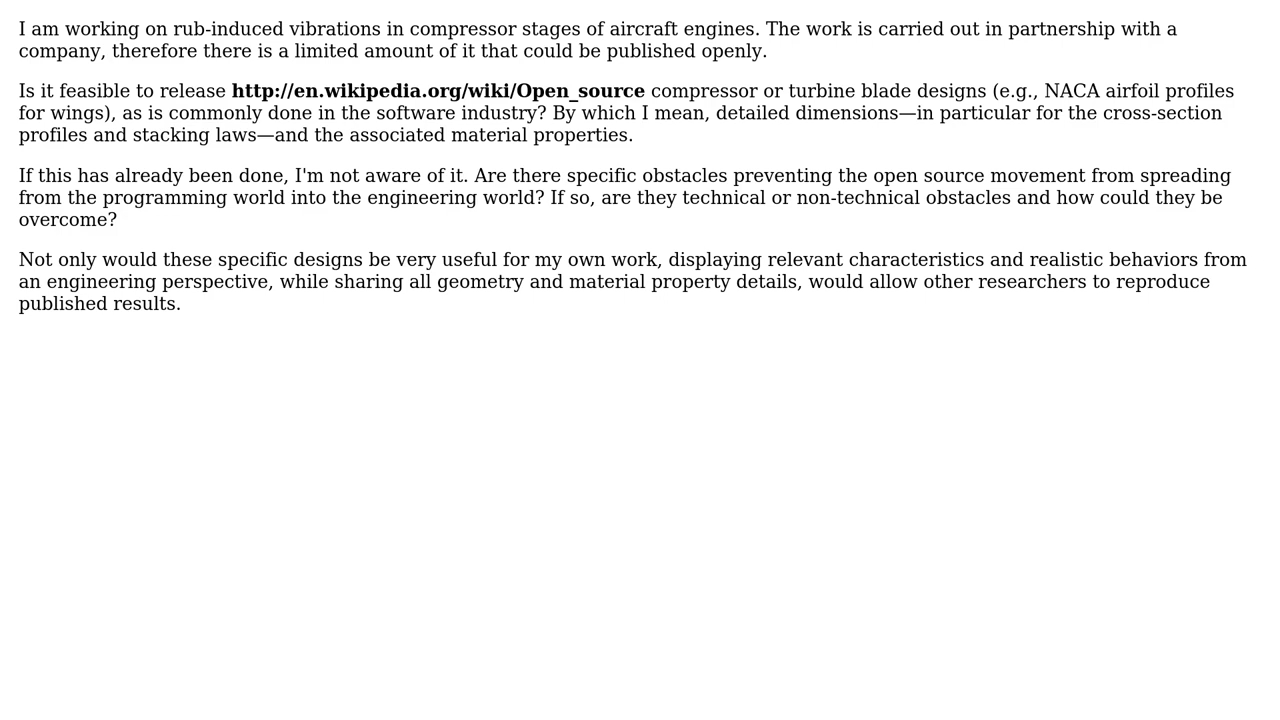 I am working on rub-induced vibrations in compressor stages of aircraft engines. The work is carried out in partnership with a
company, therefore there is a limited amount of it that could be published openly.
Is it feasible to release http://en.wikipedia.org/wiki/Open_source compressor or turbine blade designs (e.g., NACA airfoil profiles
for wings), as is commonly done in the software industry? By which I mean, detailed dimensions—in particular for the cross-section
profiles and stacking laws—and the associated material properties.
If this has already been done, I'm not aware of it. Are there specific obstacles preventing the open source movement from spreading
from the programming world into the engineering world? If so, are they technical or non-technical obstacles and how could they be
overcome?
Not only would these specific designs be very useful for my own work, displaying relevant characteristics and realistic behaviors from
an engineering perspective, while sharing all geometry and material property details, would allow other researchers to reproduce
published results.